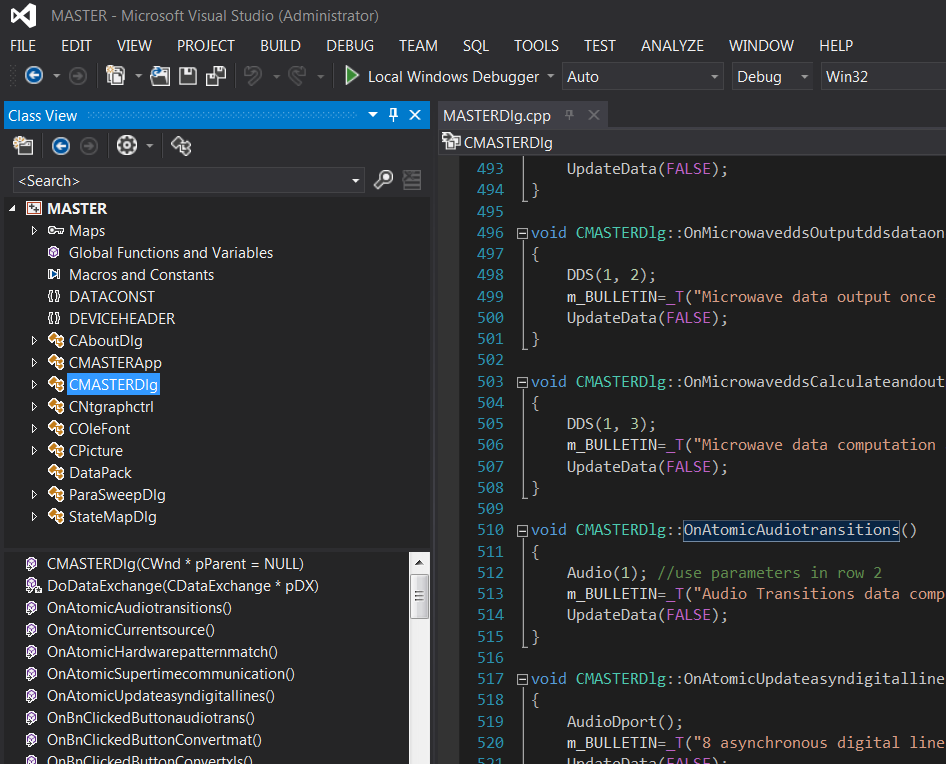 MASTER - Microsoft Visual Studio (Administrator)
FILE EDIT VIEW PROJECT BUILD DEBUG TEAM SQL TOOLS TEST ANALYZE WINDOW HELP
Local Windows Debugger Auto Debug Win32
Class View
<Search>
MASTER
Maps
Global Functions and Variables
Macros and Constants
DATACONST
DEVICEHEADER
CAboutDlg
CMASTERApp
CMASTERDlg
CNtgraphctrl
COleFont
CPicture
DataPack
ParaSweepDlg
StateMapDlg
CMASTERDlg(CWnd * pParent = NULL)
DoDataExchange(CDataExchange * pDX)
OnAtomicAudiotransitions()
OnAtomicCurrentsource()
OnAtomicHardwarepatternmatch()
OnAtomicSupertimecommunication()
OnAtomicUpdateasyndigitallines()
OnBnClickedButtonaudiotrans()
OnBnClickedButtonConvertmat()
OnBnClickedButtonConvertxls()
MASTERDlg.cpp
CMASTERDlg
493 UpdateData(FALSE);
494 }
495
496 void CMASTERDlg::OnMicrowaveddsOutputddsdataon
497 {
498 DDS(1, 2);
499 m_BULLETIN=_T("Microwave data output once
500 UpdateData(FALSE);
501 }
502
503 void CMASTERDlg::OnMicrowaveddsCalculateandout
504 {
505 DDS(1, 3);
506 m_BULLETIN=_T("Microwave data computation
507 UpdateData(FALSE);
508 }
509
510 void CMASTERDlg::OnAtomicAudiotransitions()
511 {
512 Audio(1); //use parameters in row 2
513 m_BULLETIN=_T("Audio Transitions data comp
514 UpdateData(FALSE);
515 }
516
517 void CMASTERDlg::OnAtomicUpdateasyndigitalline
518 {
519 AudioDport();
520 m_BULLETIN=_T("8 asynchronous digital line
521 UpdateData(FALSE);